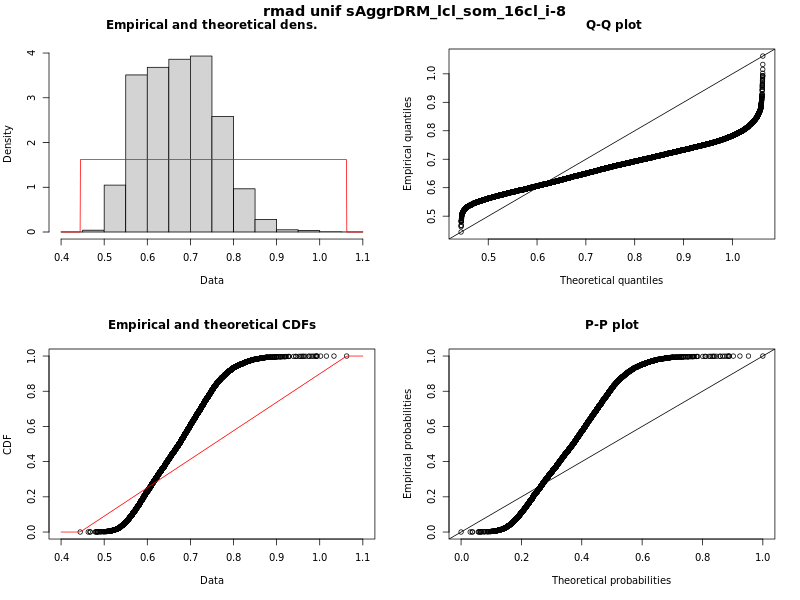 rmad unif sAggrDRM_lcl_som_16cl_i-8
Empirical and theoretical dens.
Density
0
1
2
3
4
0.4 0.5 0.6 0.7 0.8 0.9 1.0 1.1
Data
Q-Q plot
Empirical quantiles
0.5 0.6 0.7 0.8 0.9 1.0
0.5 0.6 0.7 0.8 0.9 1.0
Theoretical quantiles
Empirical and theoretical CDFs
CDF
0.0 0.2 0.4 0.6 0.8 1.0
0.4 0.5 0.6 0.7 0.8 0.9 1.0 1.1
Data
P-P plot
Empirical probabilities
0.0 0.2 0.4 0.6 0.8 1.0
0.0 0.2 0.4 0.6 0.8 1.0
Theoretical probabilities